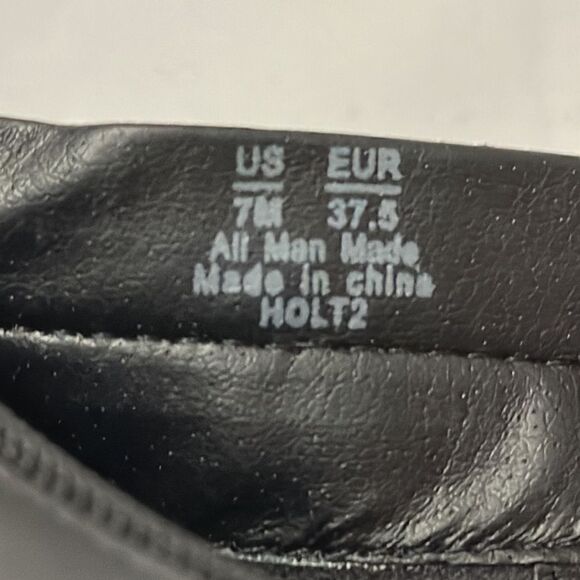 US EUR
7M 37.5
All Man Made
Made in china
HOLT2